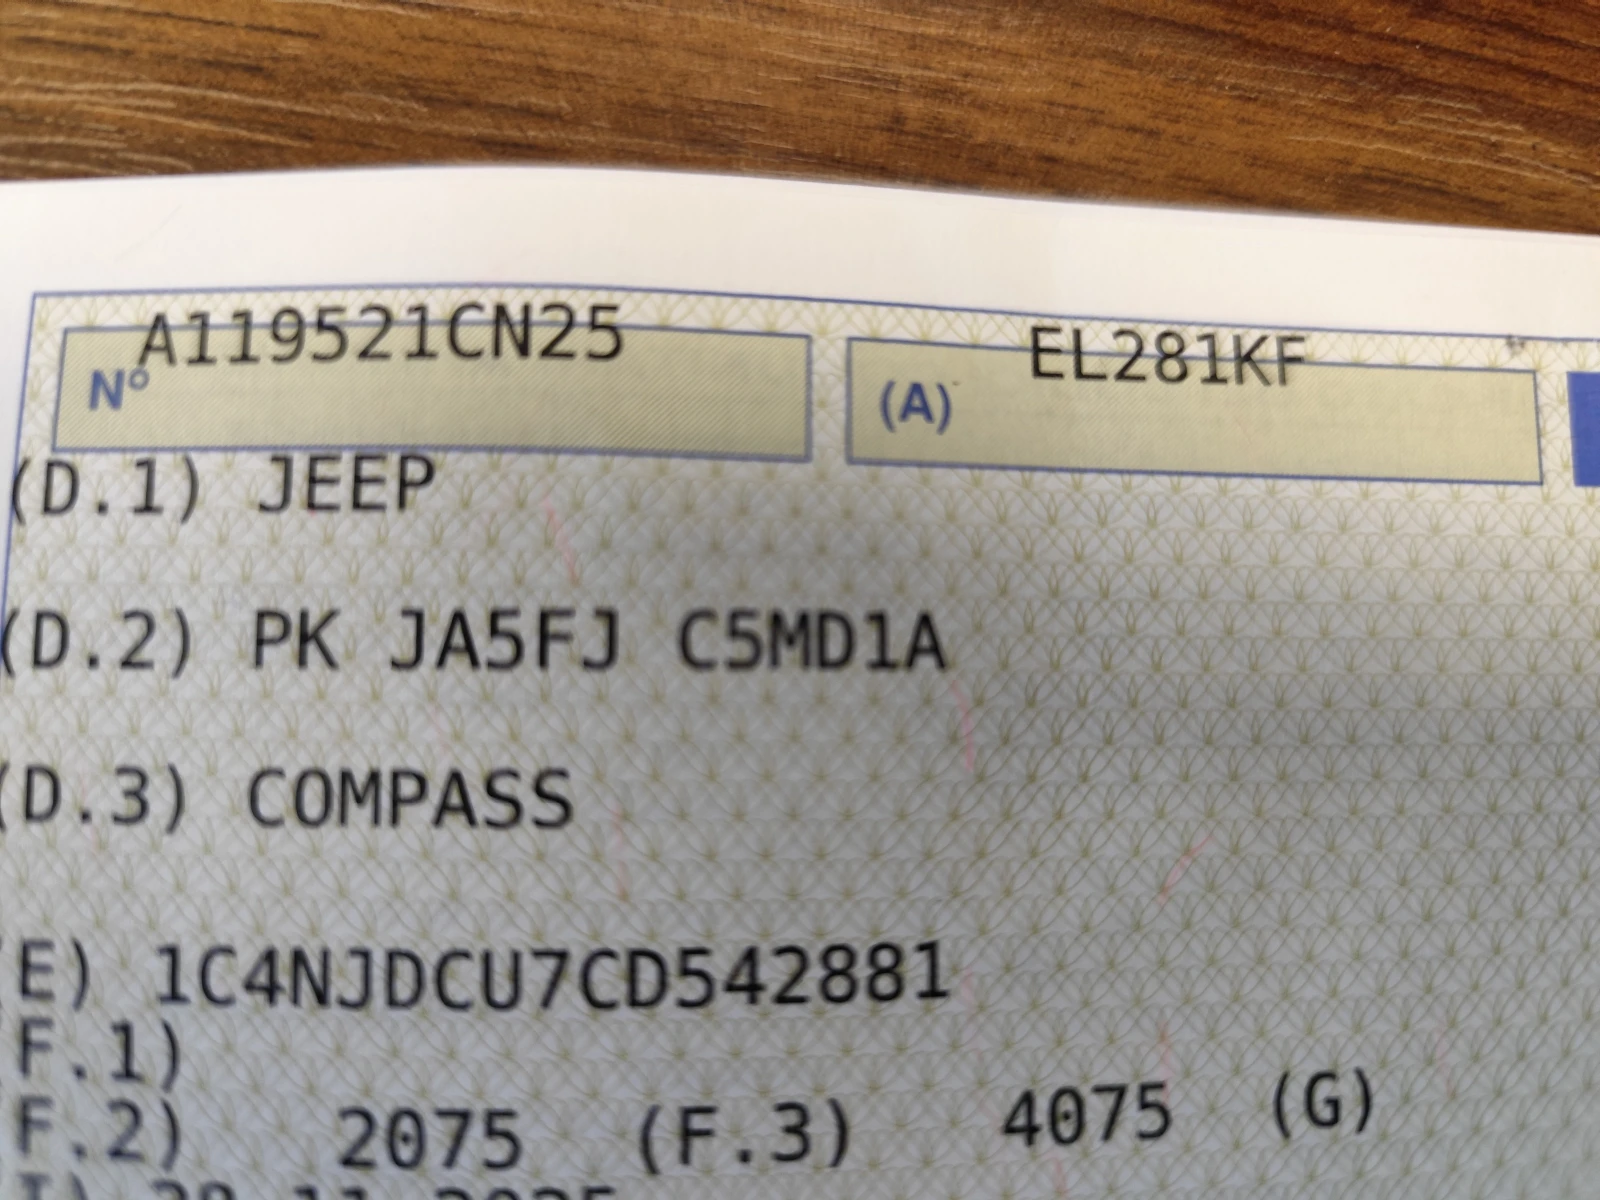 A119521CN25 EL281KF
N° (A)
(D.1) JEEP
(D.2) PK JA5FJ C5MD1A
(D.3) COMPASS
E) 1C4NJDCU7CD542881
F.1)
F.2) 2075 (F.3) 4075 (G)